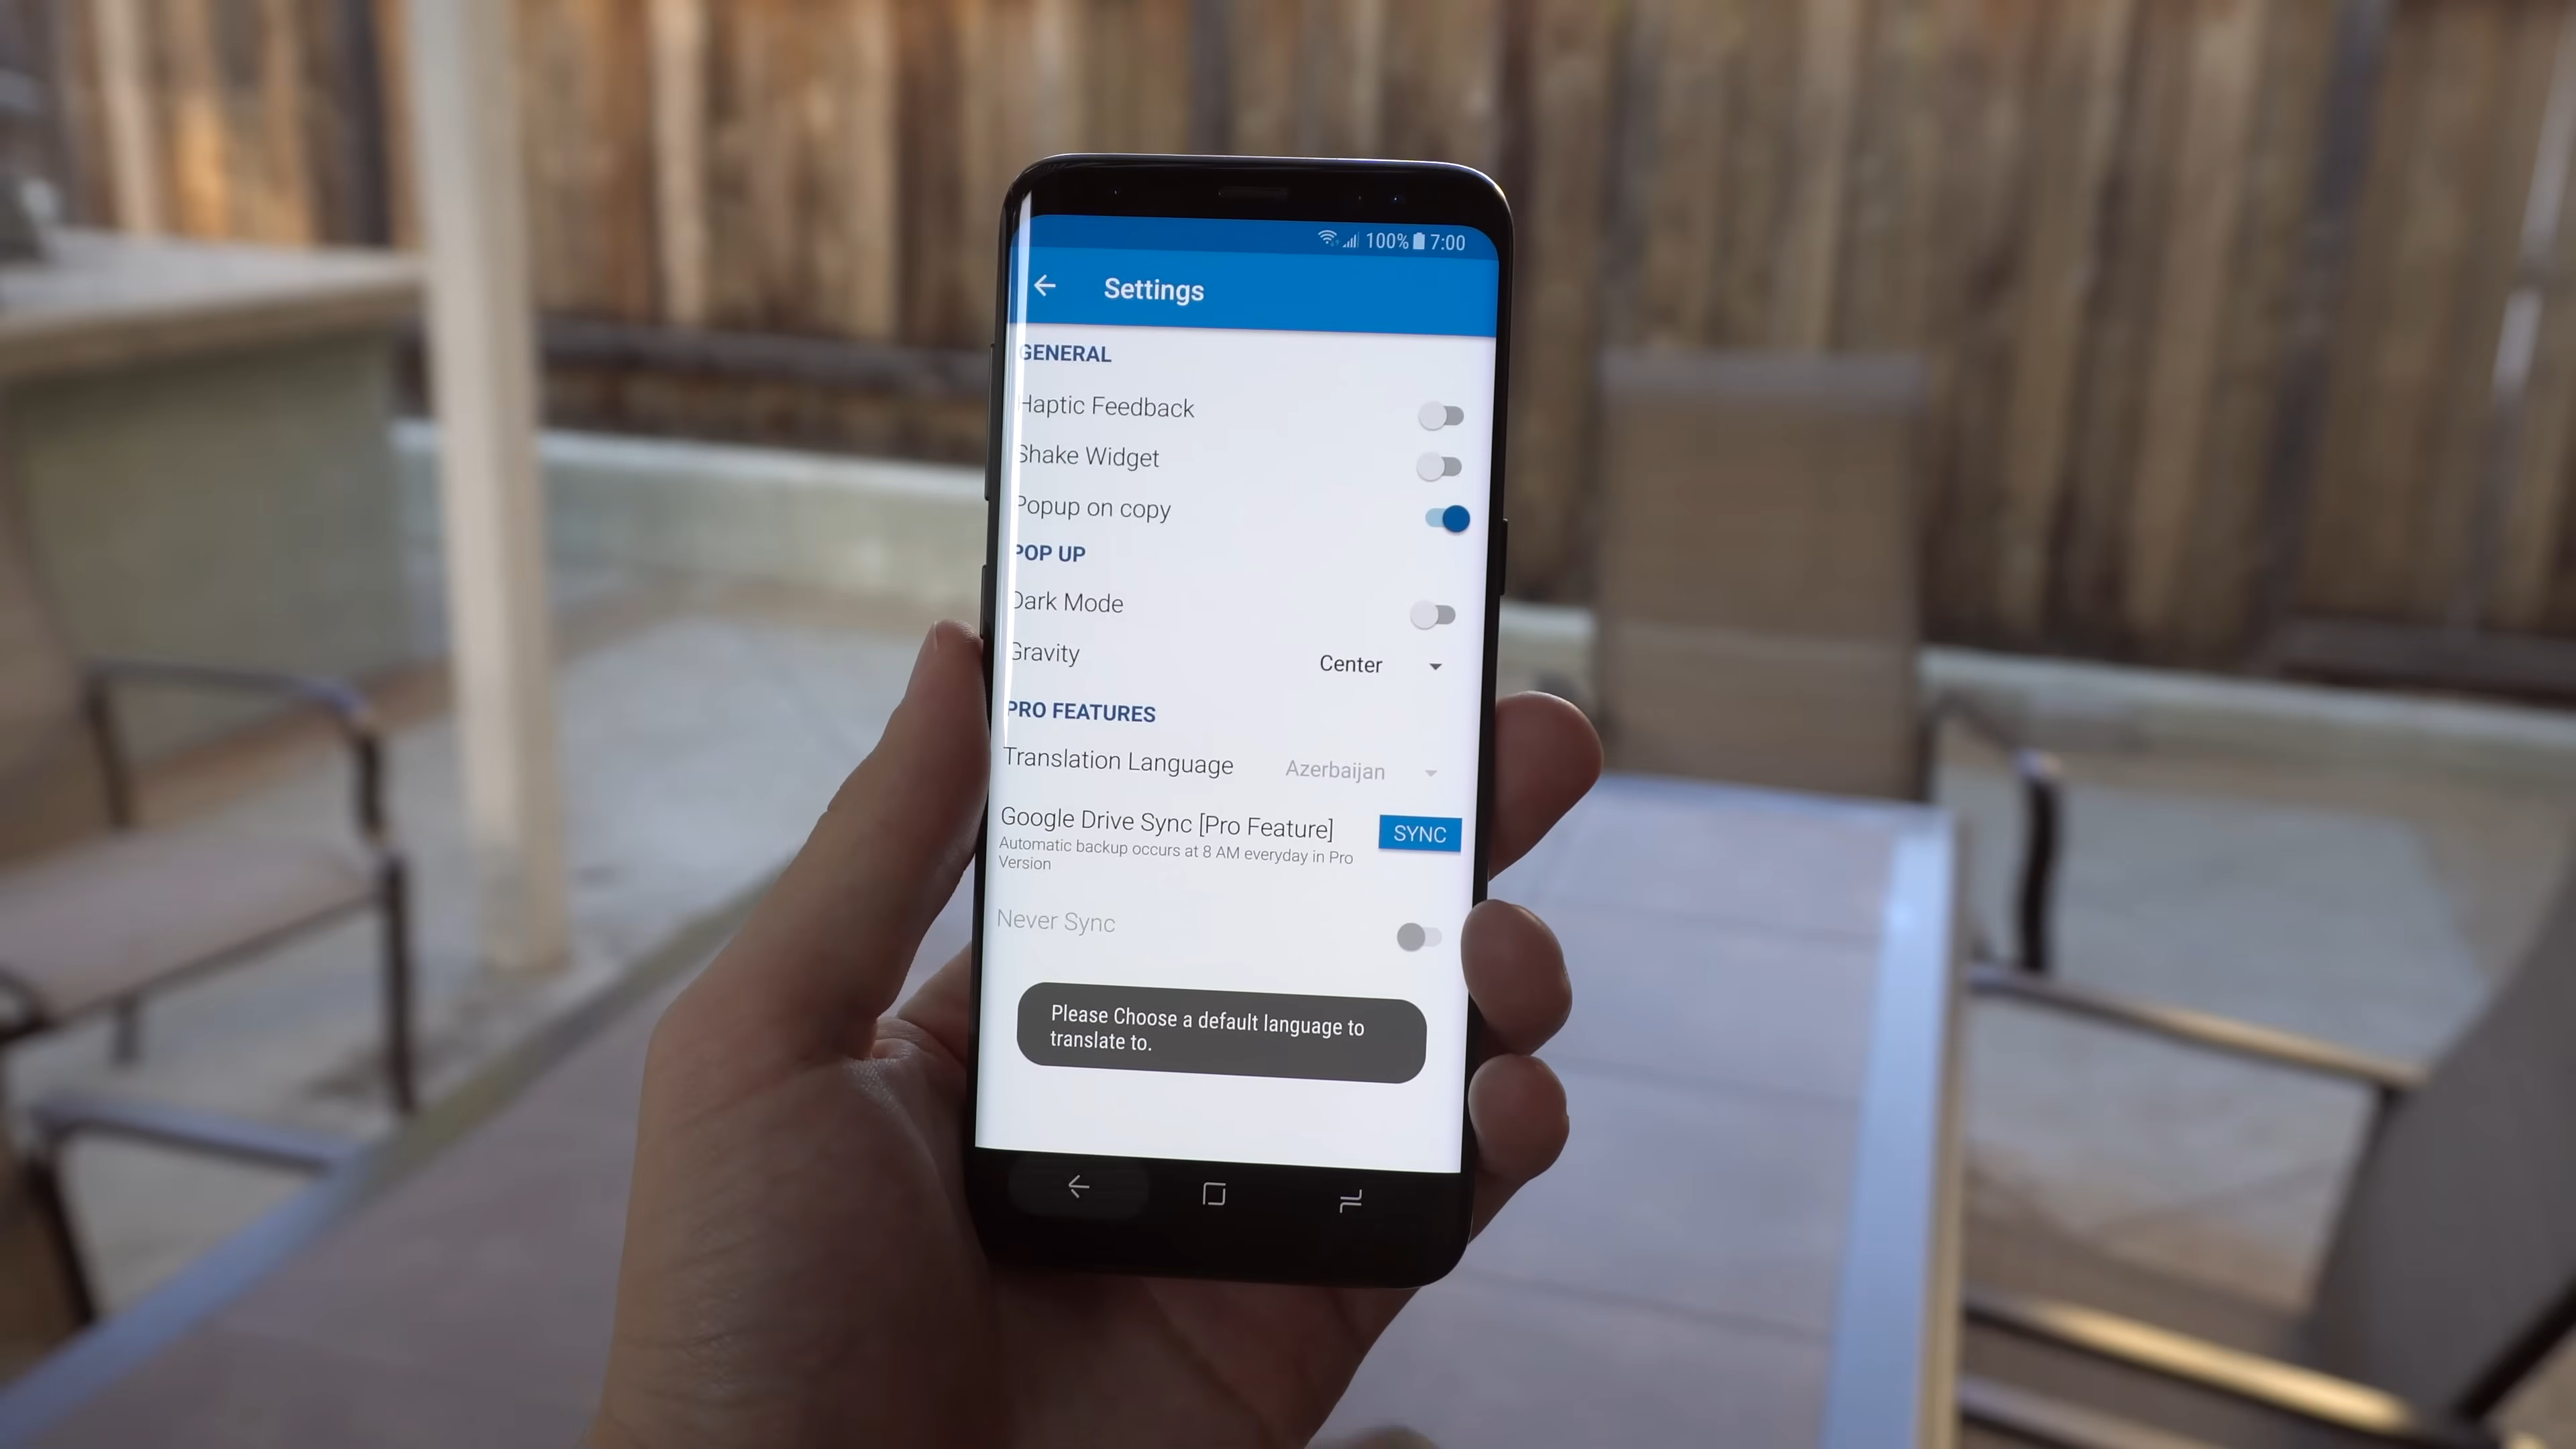 100% 7:00
Settings
GENERAL
Haptic Feedback
Shake Widget
Popup on copy
POP UP
Dark Mode
Gravity Center
PRO FEATURES
Translation Language Azerbaijan
Google Drive Sync [Pro Feature] SYNC
Automatic backup occurs at 8 AM everyday in Pro
Version
Never Sync
Please Choose a default language to
translate to.